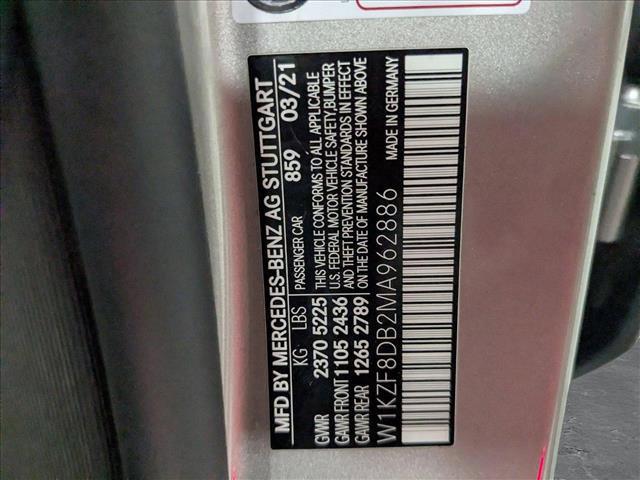 MFD BY MERCEDES-BENZ AG STUTTGART
859 03/21
KG LBS
GWR 2370 5225
GAWR FRONT 1105 2436
GAWR REAR 1265 2789
PASSENGER CAR
THIS VEHICLE CONFORMS TO ALL APPLICABLE
U.S. FEDERAL MOTOR VEHICLE SAFETY, BUMPER
AND THEFT PREVENTION STANDARDS IN EFFECT
ON THE DATE OF MANUFACTURE SHOWN ABOVE
W1KZF8DB2MA962886
MADE IN GERMANY